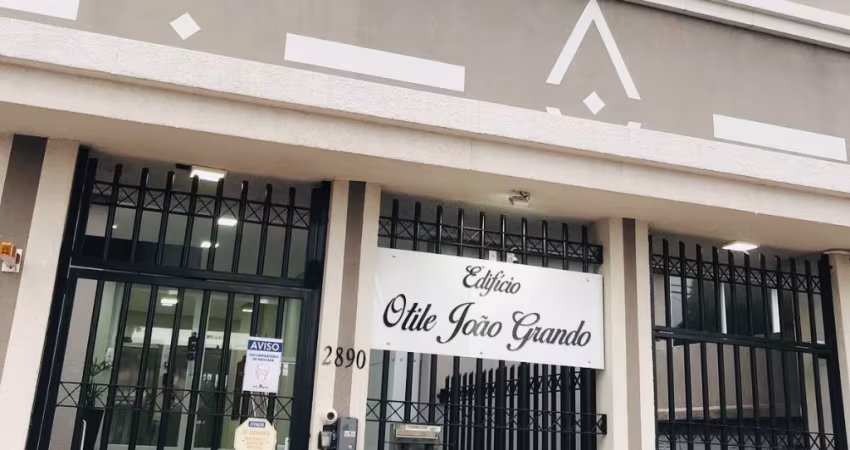 Edifício
Otile João Grando
2890
AVISO